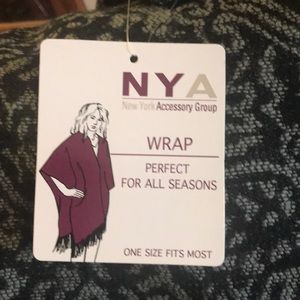 NYA
New York Accessory Group
WRAP
PERFECT
FOR ALL SEASONS
ONE SIZE FITS MOST